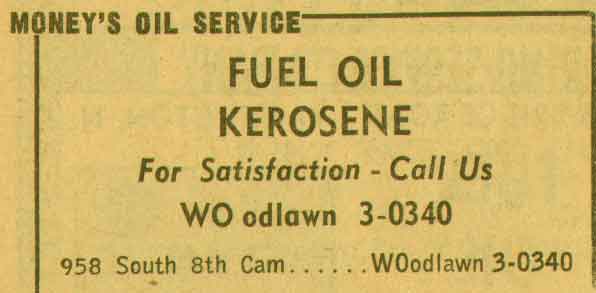 MONEY'S OIL SERVICE
FUEL OIL
KEROSENE
For Satisfaction - Call Us
WO odlawn 3-0340
958 South 8th Cam......WOodlawn 3-0340